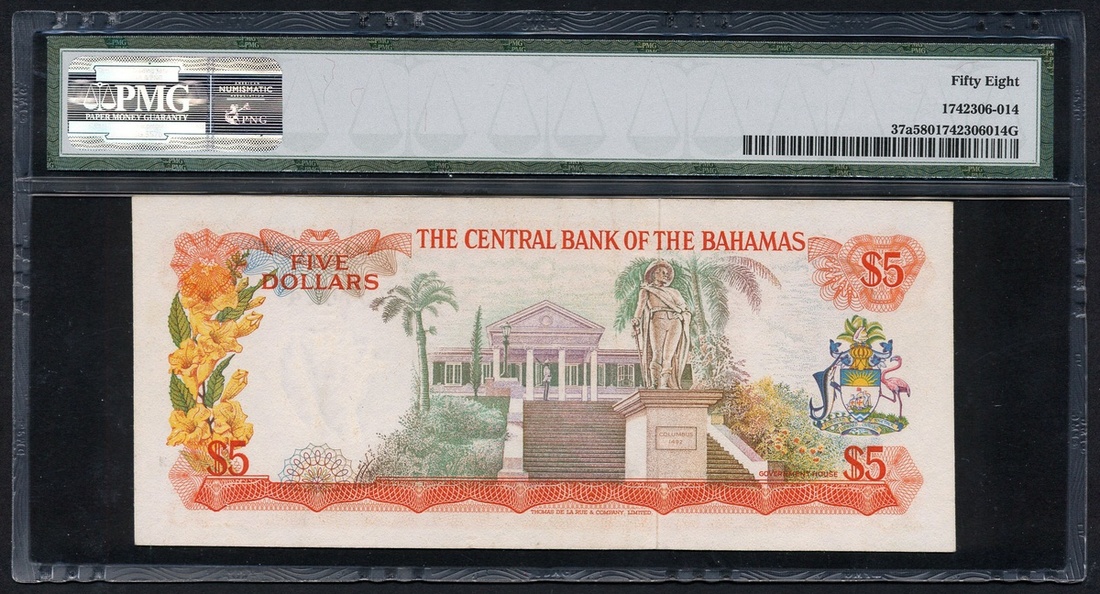 PMG
PAPER MONEY GUARANTY
AMERICAN
NUMISMATIC
ASSOCIATION
PNG
Fifty Eight
1742306-014
37a5801742306014G
THE CENTRAL BANK OF THE BAHAMAS
FIVE
DOLLARS
$5
COLUMBUS
1492
GOVERNMENT HOUSE
$5
$5
THOMAS DE LA RUE & COMPANY, LIMITED